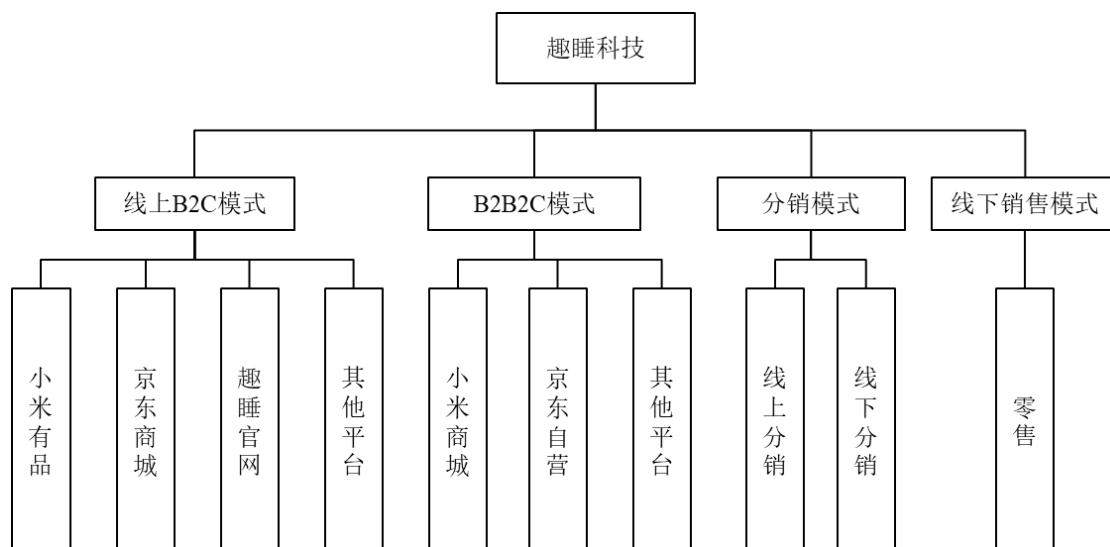 趣睡科技
线上B2C模式
B2B2C模式
分销模式
线下销售模式
小米有品
京东商城
趣睡官网
其他平台
小米商城
京东自营
其他平台
线上分销
线下分销
零售